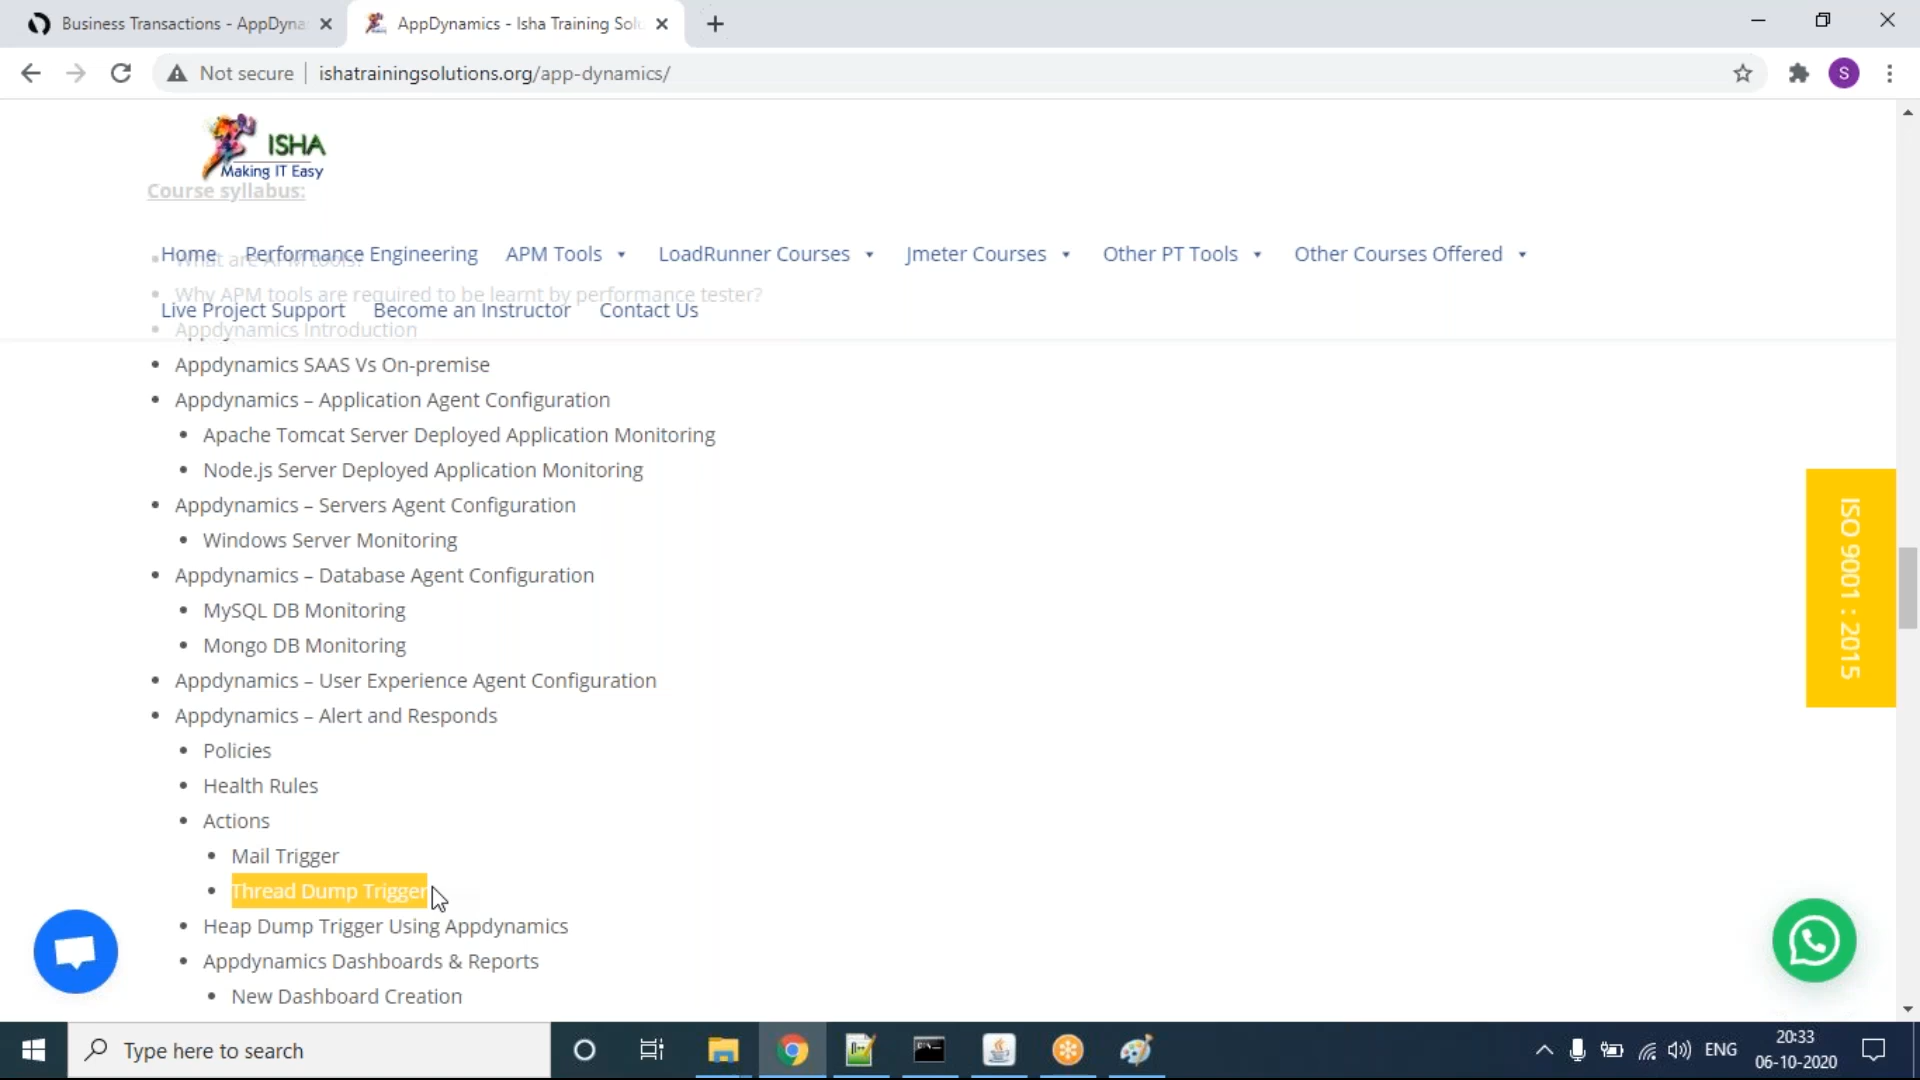 Business Transactions - AppDyna
AppDynamics - Isha Training Solu
Not secure
ishatrainingsolutions.org/app-dynamics/
S
ISHA
Making IT Easy
Course syllabus:
Home
Performance Engineering
APM Tools
LoadRunner Courses
Jmeter Courses
Other PT Tools
Other Courses Offered
What are APM tools?
Why APM tools are required to be learnt by performance tester?
Live Project Support
Become an Instructor
Contact Us
Appdynamics Introduction
Appdynamics SAAS Vs On-premise
Appdynamics – Application Agent Configuration
Apache Tomcat Server Deployed Application Monitoring
Node.js Server Deployed Application Monitoring
Appdynamics – Servers Agent Configuration
Windows Server Monitoring
Appdynamics – Database Agent Configuration
MySQL DB Monitoring
Mongo DB Monitoring
Appdynamics – User Experience Agent Configuration
Appdynamics – Alert and Responds
Policies
Health Rules
Actions
Mail Trigger
Thread Dump Trigger
Heap Dump Trigger Using Appdynamics
Appdynamics Dashboards & Reports
New Dashboard Creation
ISO 9001 : 2015
Type here to search
ENG
20:33
06-10-2020